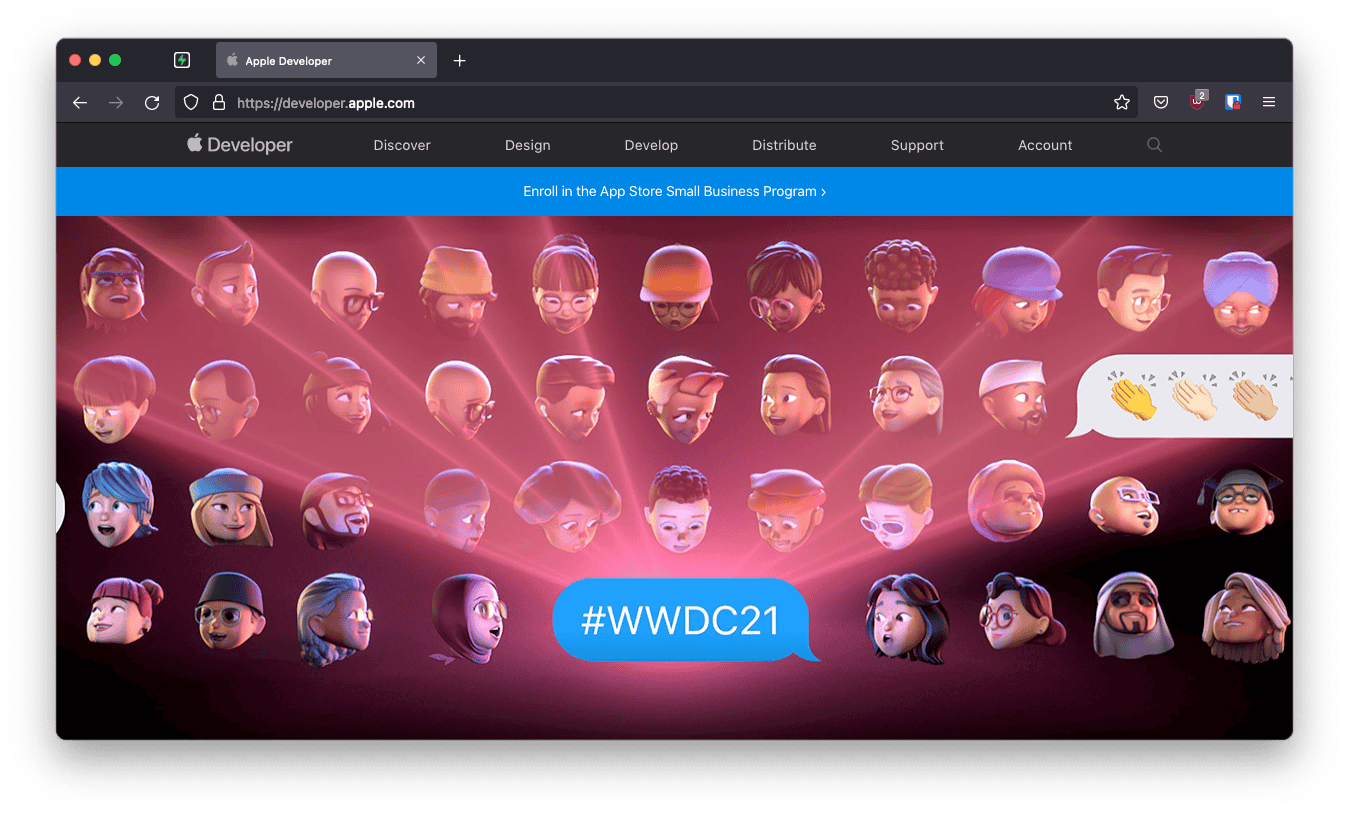 Apple Developer
https://developer.apple.com
2
Developer Discover Design Develop Distribute Support Account
Enroll in the App Store Small Business Program ›
#WWDC21